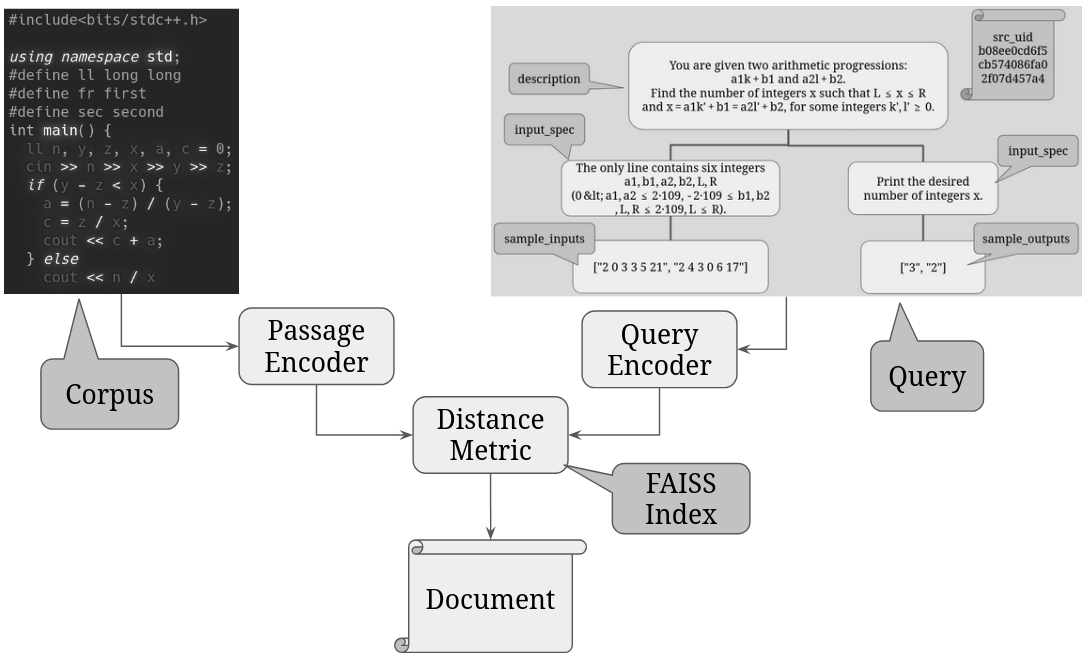 #include<bits/stdc++.h>
using namespace std;
#define ll long long
#define fr first
#define sec second
int main() {
  ll n, y, z, x, a, c = 0;
  cin >> n >> x >> y >> z;
  if (y - z < x) {
    a = (n - z) / (y - z);
    c = z / x;
    cout << c + a;
  } else
    cout << n / x
src_uid
b08ee0cd6f5
cb574086fa0
2f07d457a4
description
You are given two arithmetic progressions:
a1k + b1 and a2l + b2.
Find the number of integers x such that L ≤ x ≤ R
and x = a1k' + b1 = a2l' + b2, for some integers k', l' ≥ 0.
input_spec
The only line contains six integers
a1, b1, a2, b2, L, R
(0 &lt; a1, a2 ≤ 2·109, -2·109 ≤ b1, b2
, L, R ≤ 2·109, L ≤ R).
input_spec
Print the desired
number of integers x.
sample_inputs
["2 0 3 3 5 21", "2 4 3 0 6 17"]
sample_outputs
["3", "2"]
Corpus
Passage
Encoder
Query
Encoder
Query
Distance
Metric
FAISS
Index
Document